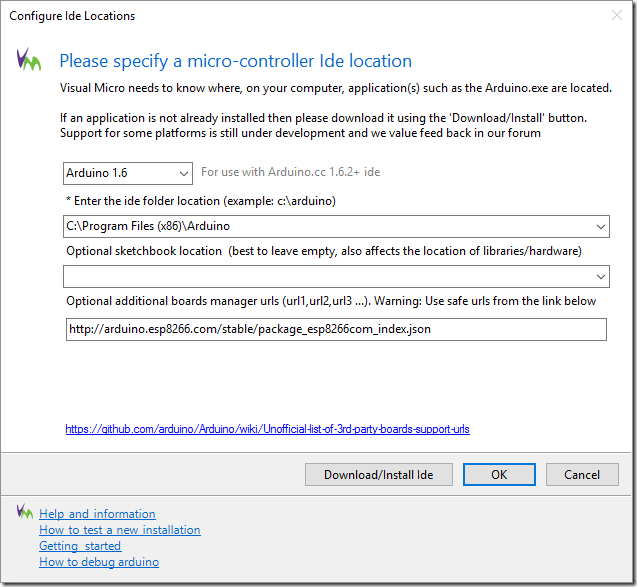 Configure Ide Locations
Please specify a micro-controller Ide location
Visual Micro needs to know where, on your computer, application(s) such as the Arduino.exe are located.
If an application is not already installed then please download it using the 'Download/Install' button.
Support for some platforms is still under development and we value feed back in our forum
Arduino 1.6
For use with Arduino.cc 1.6.2+ ide
* Enter the ide folder location (example: c:\arduino)
C:\Program Files (x86)\Arduino
Optional sketchbook location  (best to leave empty, also affects the location of libraries/hardware)
Optional additional boards manager urls (url1,url2,url3 ...). Warning: Use safe urls from the link below
http://arduino.esp8266.com/stable/package_esp8266com_index.json
https://github.com/arduino/Arduino/wiki/Unofficial-list-of-3rd-party-boards-support-urls
Download/Install Ide
OK
Cancel
Help and information
How to test a new installation
Getting started
How to debug arduino